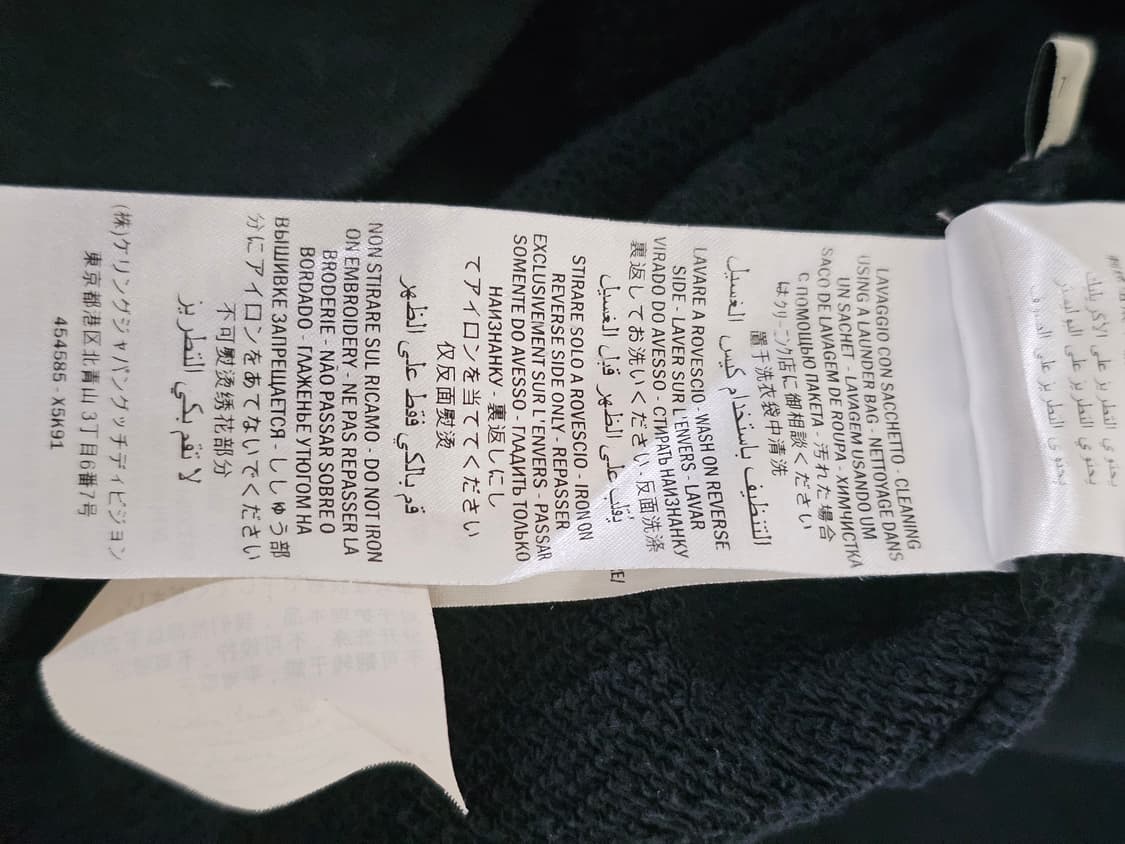 LAVAGGIO CON SACCHETTO - CLEANING
USING A LAUNDER BAG - NETTOYAGE DANS
UN SACHET - LAVAGEM USANDO UM
SACO DE LAVAGEM DE ROUPA - ХИМЧИСТКА
С ПОМОЩЬЮ ПАКЕТА - 汚れた場合
はクリーニング店に御相談ください
置于洗衣袋中清洗
التنظيف باستخدام كيس الغسيل
LAVARE A ROVESCIO - WASH ON REVERSE
SIDE - LAVER SUR L'ENVERS - LAVAR
VIRADO DO AVESSO - СТИРАТЬ НАИЗНАНКУ
裏返してお洗いください 反面洗涤
يقلب على الظهر قبل الغسيل
STIRARE SOLO A ROVESCIO - IRON ON
REVERSE SIDE ONLY - REPASSER
EXCLUSIVEMENT SUR L'ENVERS - PASSAR
SOMENTE DO AVESSO - ГЛАДИТЬ ТОЛЬКО
НАИЗНАНКУ - 裏返しにし
てアイロンを当ててください
仅反面熨烫
قم بالكي فقط على الظهر
NON STIRARE SUL RICAMO - DO NOT IRON
ON EMBROIDERY - NE PAS REPASSER LA
BRODERIE - NÃO PASSAR SOBRE O
BORDADO - ГЛАЖЕНЬЕ УТЮГОМ НА
ВЫШИВКЕ ЗАПРЕЩАЕТСЯ - ししゅう部
分にアイロンをあてないでください
不可熨烫绣花部分
لا تقم بكي التطريز
(株)ケリングジャパングッチディビジョン
東京都港区北青山3丁目6番7号
454585 - X5K91